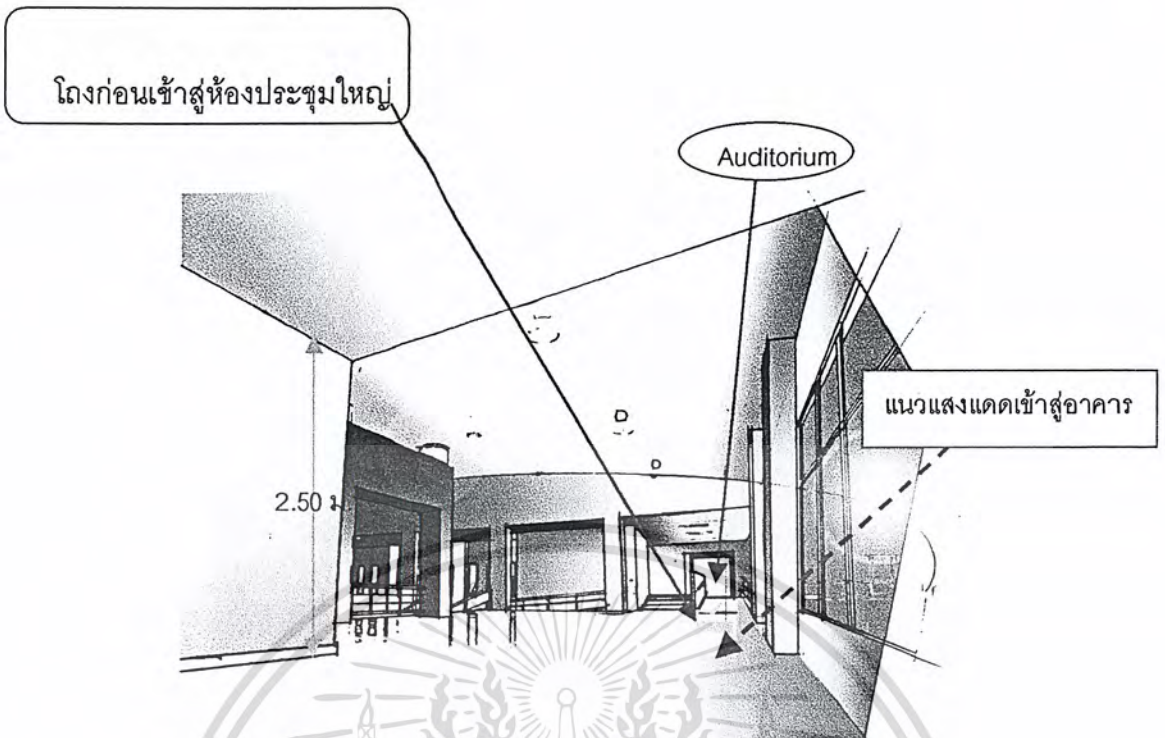 โถงก่อนเข้าสู่ห้องประชุมใหญ่
Auditorium
แนวแสงแดดเข้าสู่อาคาร
2.50 ม.